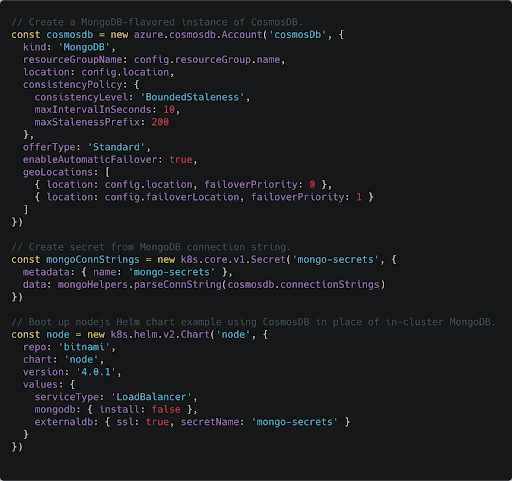 // Create a MongoDB-flavored instance of CosmosDB.
const cosmosdb = new azure.cosmosdb.Account('cosmosDb', {
  kind: 'MongoDB',
  resourceGroupName: config.resourceGroup.name,
  location: config.location,
  consistencyPolicy: {
    consistencyLevel: 'BoundedStaleness',
    maxIntervalInSeconds: 10,
    maxStalenessPrefix: 200
  },
  offerType: 'Standard',
  enableAutomaticFailover: true,
  geoLocations: [
    { location: config.location, failoverPriority: 0 },
    { location: config.failoverLocation, failoverPriority: 1 }
  ]
})

// Create secret from MongoDB connection string.
const mongoConnStrings = new k8s.core.v1.Secret('mongo-secrets', {
  metadata: { name: 'mongo-secrets' },
  data: mongoHelpers.parseConnString(cosmosdb.connectionStrings)
})

// Boot up nodejs Helm chart example using CosmosDB in place of in-cluster MongoDB.
const node = new k8s.helm.v2.Chart('node', {
  repo: 'bitnami',
  chart: 'node',
  version: '4.0.1',
  values: {
    serviceType: 'LoadBalancer',
    mongodb: { install: false },
    externaldb: { ssl: true, secretName: 'mongo-secrets' }
  }
})